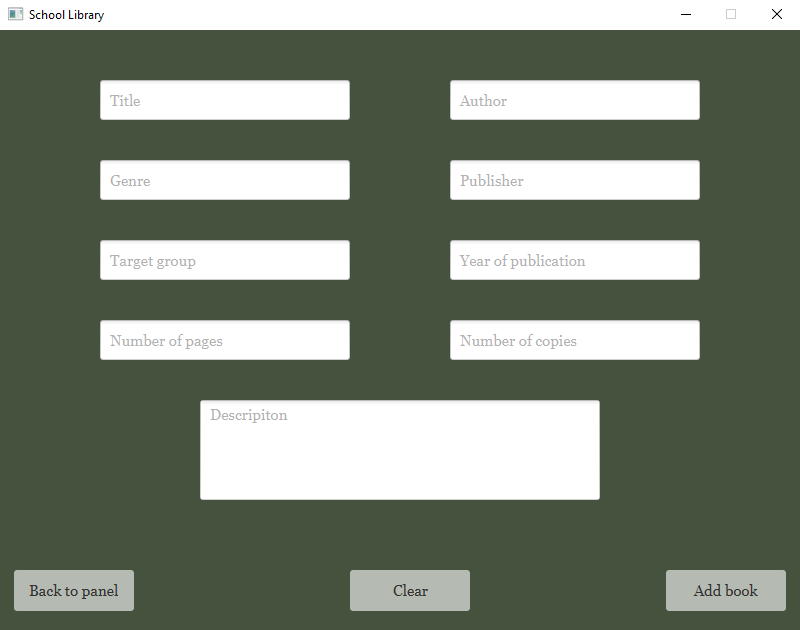 School Library
Title
Author
Genre
Publisher
Target group
Year of publication
Number of pages
Number of copies
Descripiton
Back to panel
Clear
Add book